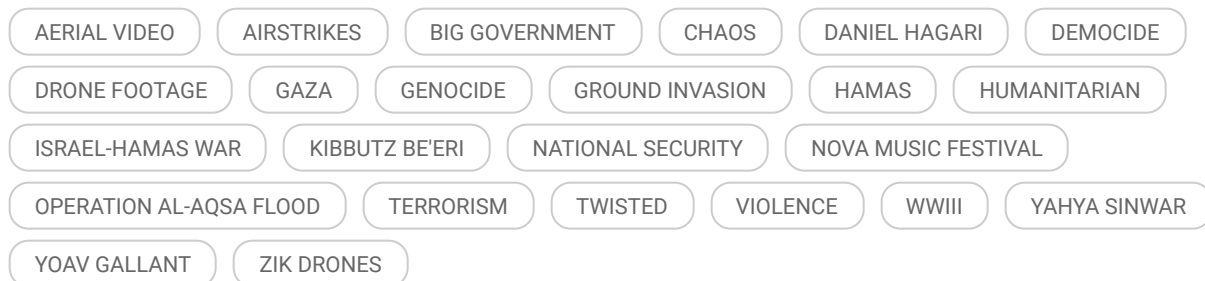 AERIAL VIDEO AIRSTRIKES BIG GOVERNMENT CHAOS DANIEL HAGARI DEMOCIDE
DRONE FOOTAGE GAZA GENOCIDE GROUND INVASION HAMAS HUMANITARIAN
ISRAEL-HAMAS WAR KIBBUTZ BE'ERI NATIONAL SECURITY NOVA MUSIC FESTIVAL
OPERATION AL-AQSA FLOOD TERRORISM TWISTED VIOLENCE WWIII YAHYA SINWAR
YOAV GALLANT ZIK DRONES